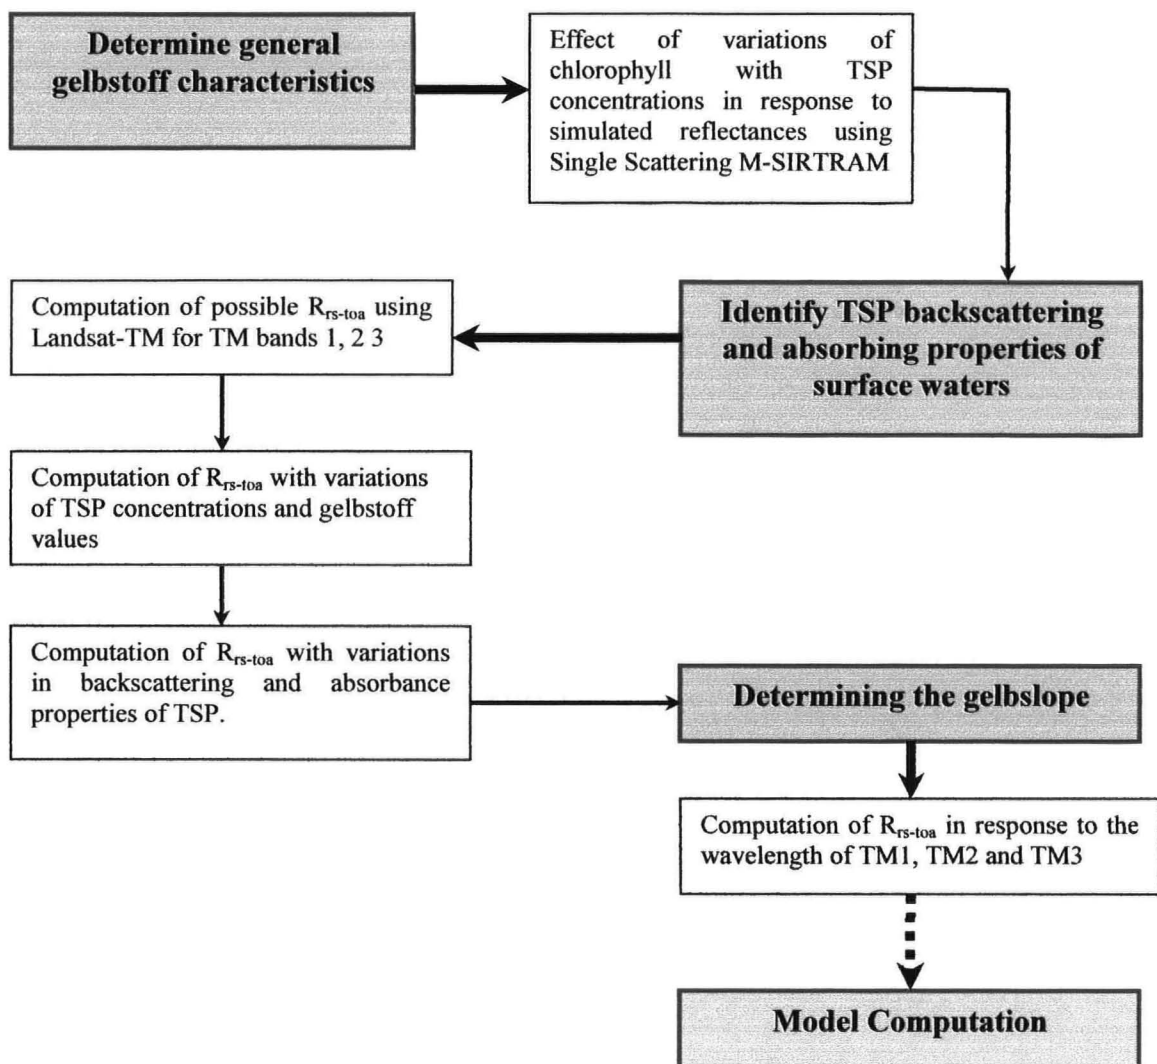 Determine general
gelbstoff characteristics
Effect of variations of
chlorophyll with TSP
concentrations in response to
simulated reflectances using
Single Scattering M-SIRTRAM
Identify TSP backscattering
and absorbing properties of
surface waters
Computation of possible Rrs-toa using
Landsat-TM for TM bands 1, 2 3
Computation of Rrs-toa with variations
of TSP concentrations and gelbstoff
values
Computation of Rrs-toa with variations
in backscattering and absorbance
properties of TSP.
Determining the gelbslope
Computation of Rrs-toa in response to the
wavelength of TM1, TM2 and TM3
Model Computation